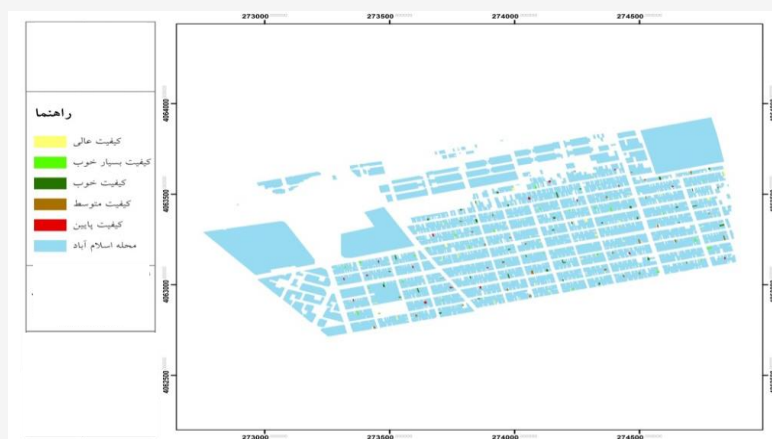 273000
273500
274000
274500
راهنما
کیفیت عالی
کیفیت بسیار خوب
کیفیت خوب
کیفیت متوسط
کیفیت پایین
محله اسلام آباد
4064000
4063500
4063000
4062500
273000
273500
274000
274500